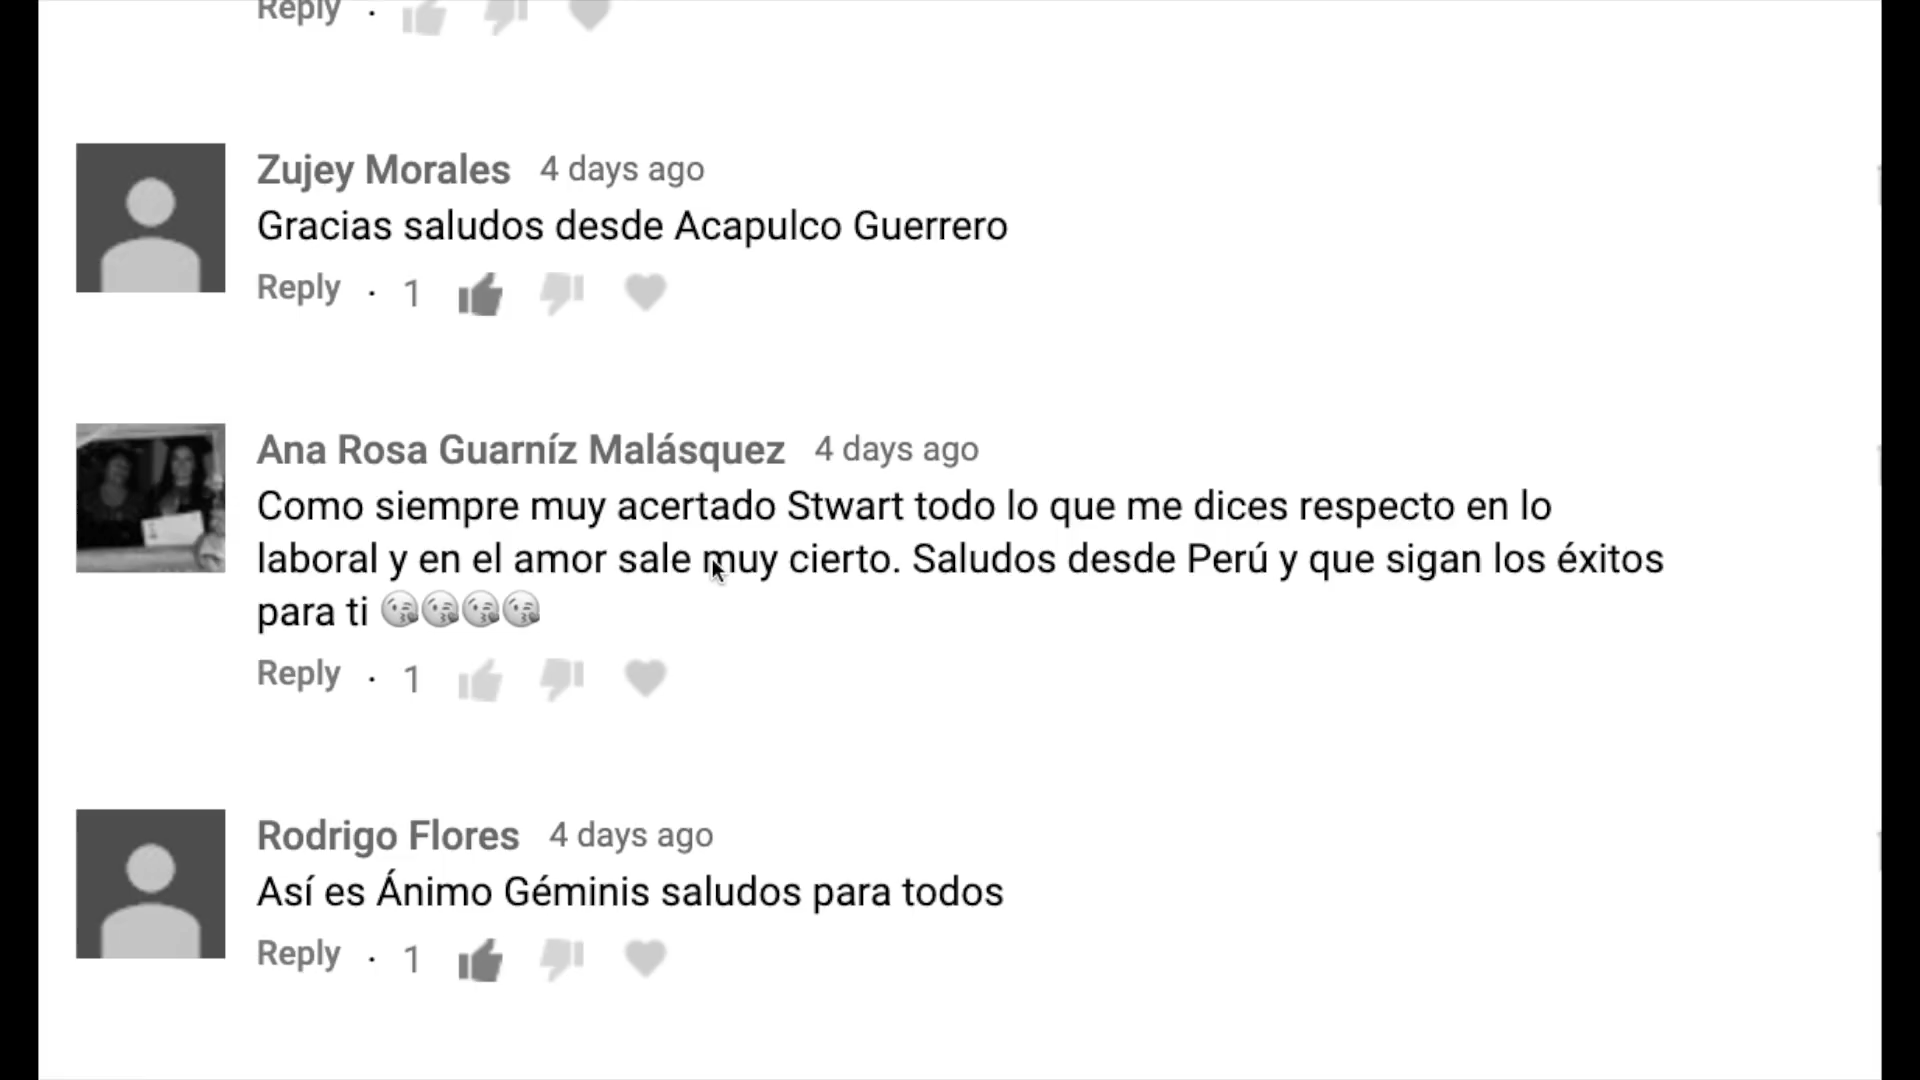 Reply ·
Zujey Morales 4 days ago
Gracias saludos desde Acapulco Guerrero
Reply · 1
Ana Rosa Guarníz Malásquez 4 days ago
Como siempre muy acertado Stwart todo lo que me dices respecto en lo
laboral y en el amor sale muy cierto. Saludos desde Perú y que sigan los éxitos
para ti 😘😘😘😘
Reply · 1
Rodrigo Flores 4 days ago
Así es Ánimo Géminis saludos para todos
Reply · 1